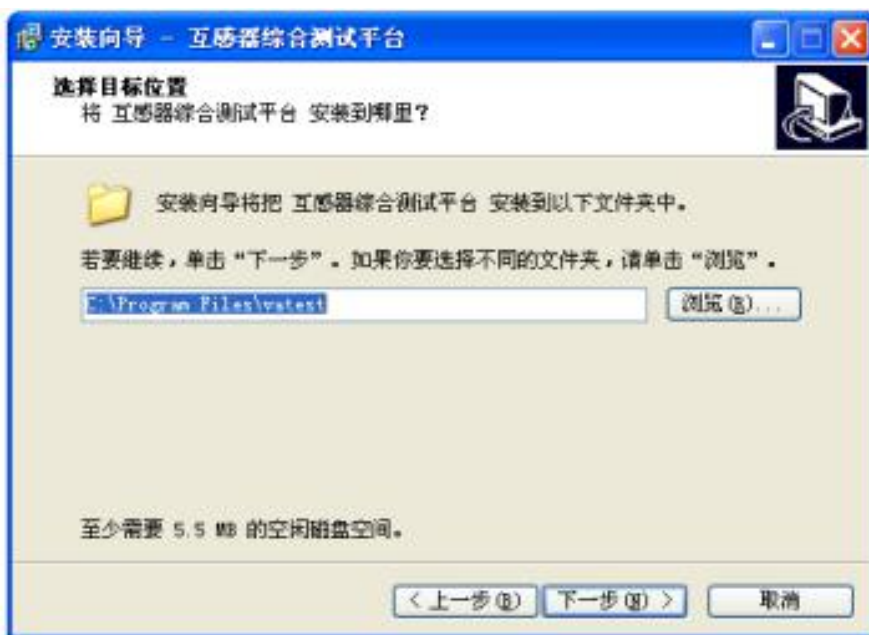 安装向导 - 互感器综合测试平台
选择目标位置
将 互感器综合测试平台 安装到哪里?
安装向导将把 互感器综合测试平台 安装到以下文件夹中。
若要继续,单击“下一步”。如果你要选择不同的文件夹,请单击“浏览”。
C:\Program Files\vatest
浏览(R)...
至少需要 5.5 MB 的空闲磁盘空间。
< 上一步(B)
下一步(N) >
取消